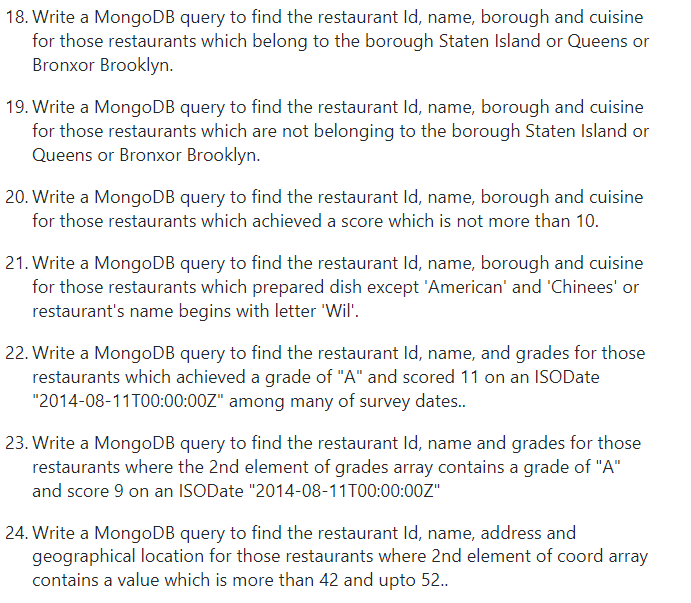 18. Write a MongoDB query to find the restaurant Id, name, borough and cuisine
for those restaurants which belong to the borough Staten Island or Queens or
Bronxor Brooklyn.
19. Write a MongoDB query to find the restaurant Id, name, borough and cuisine
for those restaurants which are not belonging to the borough Staten Island or
Queens or Bronxor Brooklyn.
20. Write a MongoDB query to find the restaurant Id, name, borough and cuisine
for those restaurants which achieved a score which is not more than 10.
21. Write a MongoDB query to find the restaurant Id, name, borough and cuisine
for those restaurants which prepared dish except 'American' and 'Chinees' or
restaurant's name begins with letter 'Wil'.
22. Write a MongoDB query to find the restaurant Id, name, and grades for those
restaurants which achieved a grade of "A" and scored 11 on an ISODate
"2014-08-11T00:00:00Z" among many of survey dates..
23. Write a MongoDB query to find the restaurant Id, name and grades for those
restaurants where the 2nd element of grades array contains a grade of "A"
and score 9 on an ISODate "2014-08-11T00:00:00Z"
24. Write a MongoDB query to find the restaurant Id, name, address and
geographical location for those restaurants where 2nd element of coord array
contains a value which is more than 42 and upto 52..